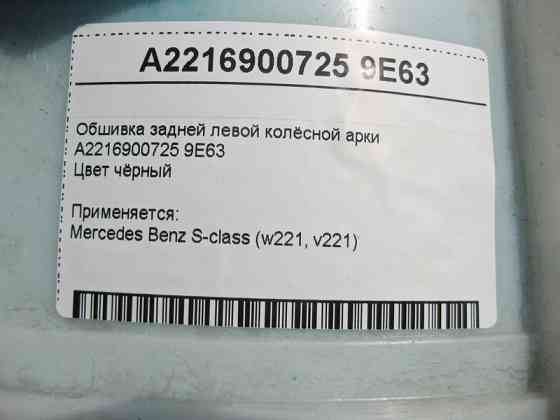 A2216900725 9E63
Обшивка задней левой колёсной арки
A2216900725 9E63
Цвет чёрный
Применяется:
Mercedes Benz S-class (w221, v221)